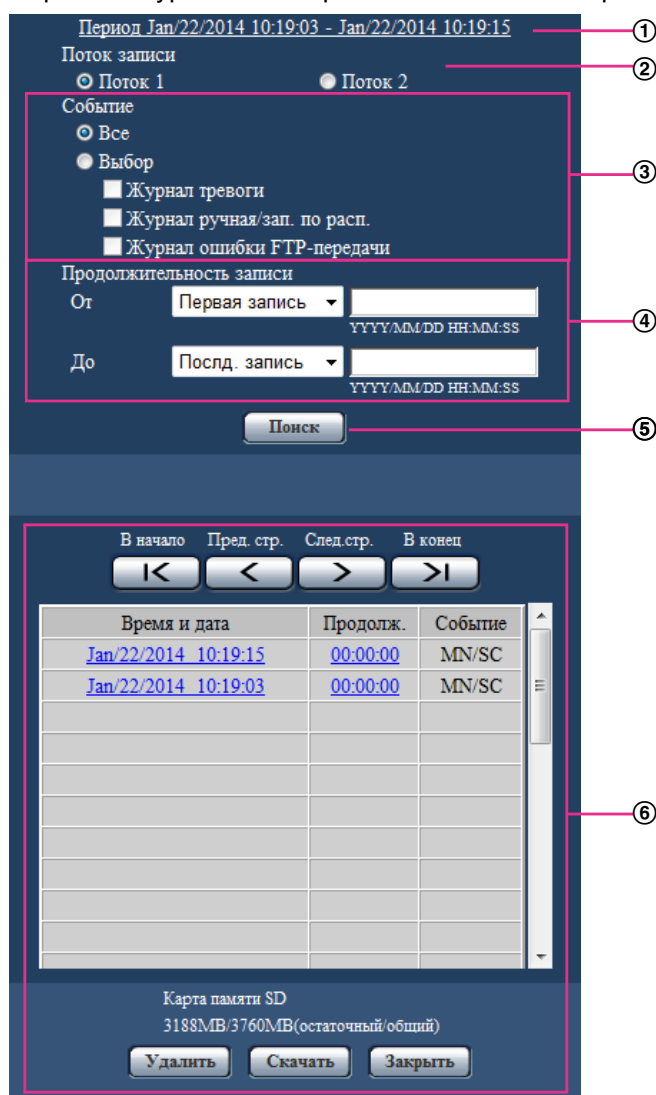 Период Jan/22/2014 10:19:03 - Jan/22/2014 10:19:15
①
Поток записи
②
Поток 1 Поток 2
Событие
Все
Выбор
③
Журнал тревоги
Журнал ручная/зап. по расп.
Журнал ошибки FTP-передачи
Продолжительность записи
От Первая запись
YYYY/MM/DD HH:MM:SS
④
До Послд. запись
YYYY/MM/DD HH:MM:SS
Поиск
⑤
В начало Пред. стр. След.стр. В конец
Время и дата Продолж. Событие
Jan/22/2014 10:19:15 00:00:00 MN/SC
Jan/22/2014 10:19:03 00:00:00 MN/SC
⑥
Карта памяти SD
3188MB/3760MB(остаточный/общий)
Удалить Скачать Закрыть